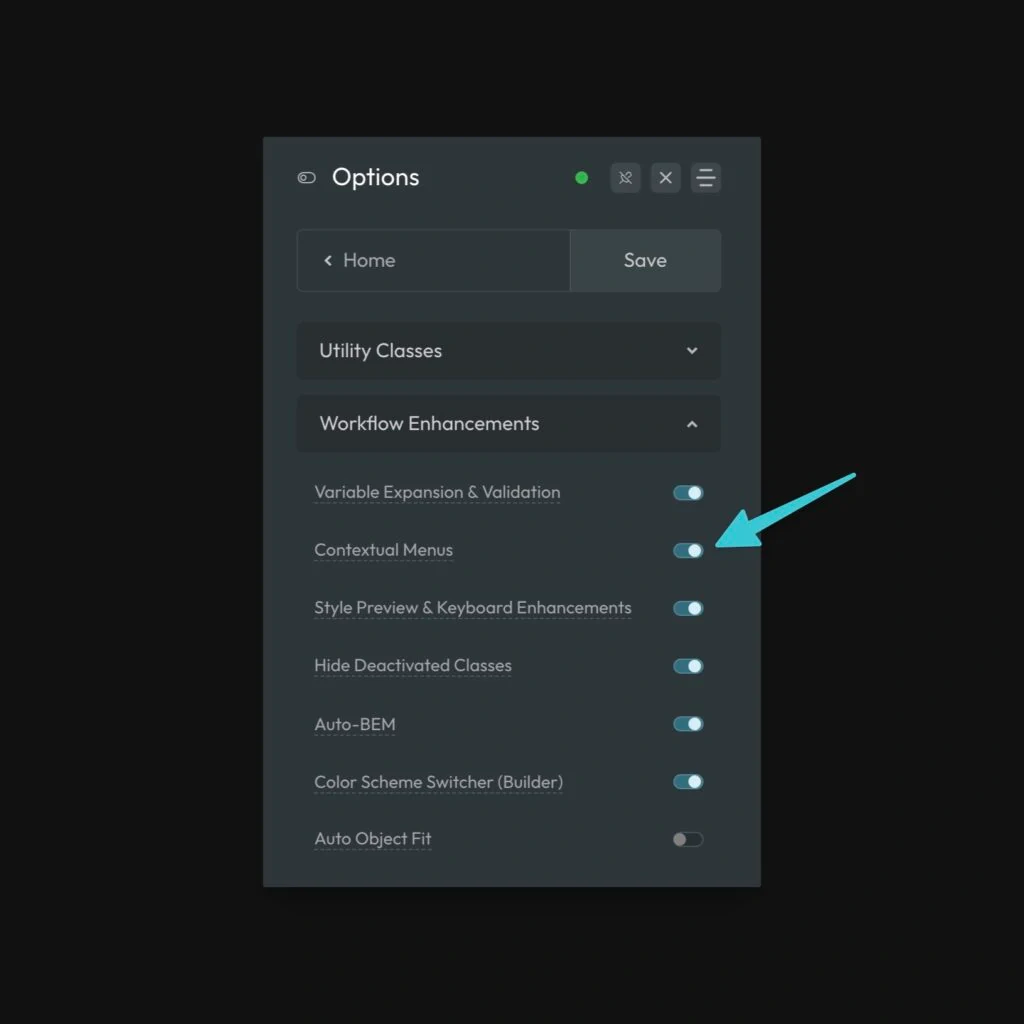 Options
Home
Save
Utility Classes
Workflow Enhancements
Variable Expansion & Validation
Contextual Menus
Style Preview & Keyboard Enhancements
Hide Deactivated Classes
Auto-BEM
Color Scheme Switcher (Builder)
Auto Object Fit